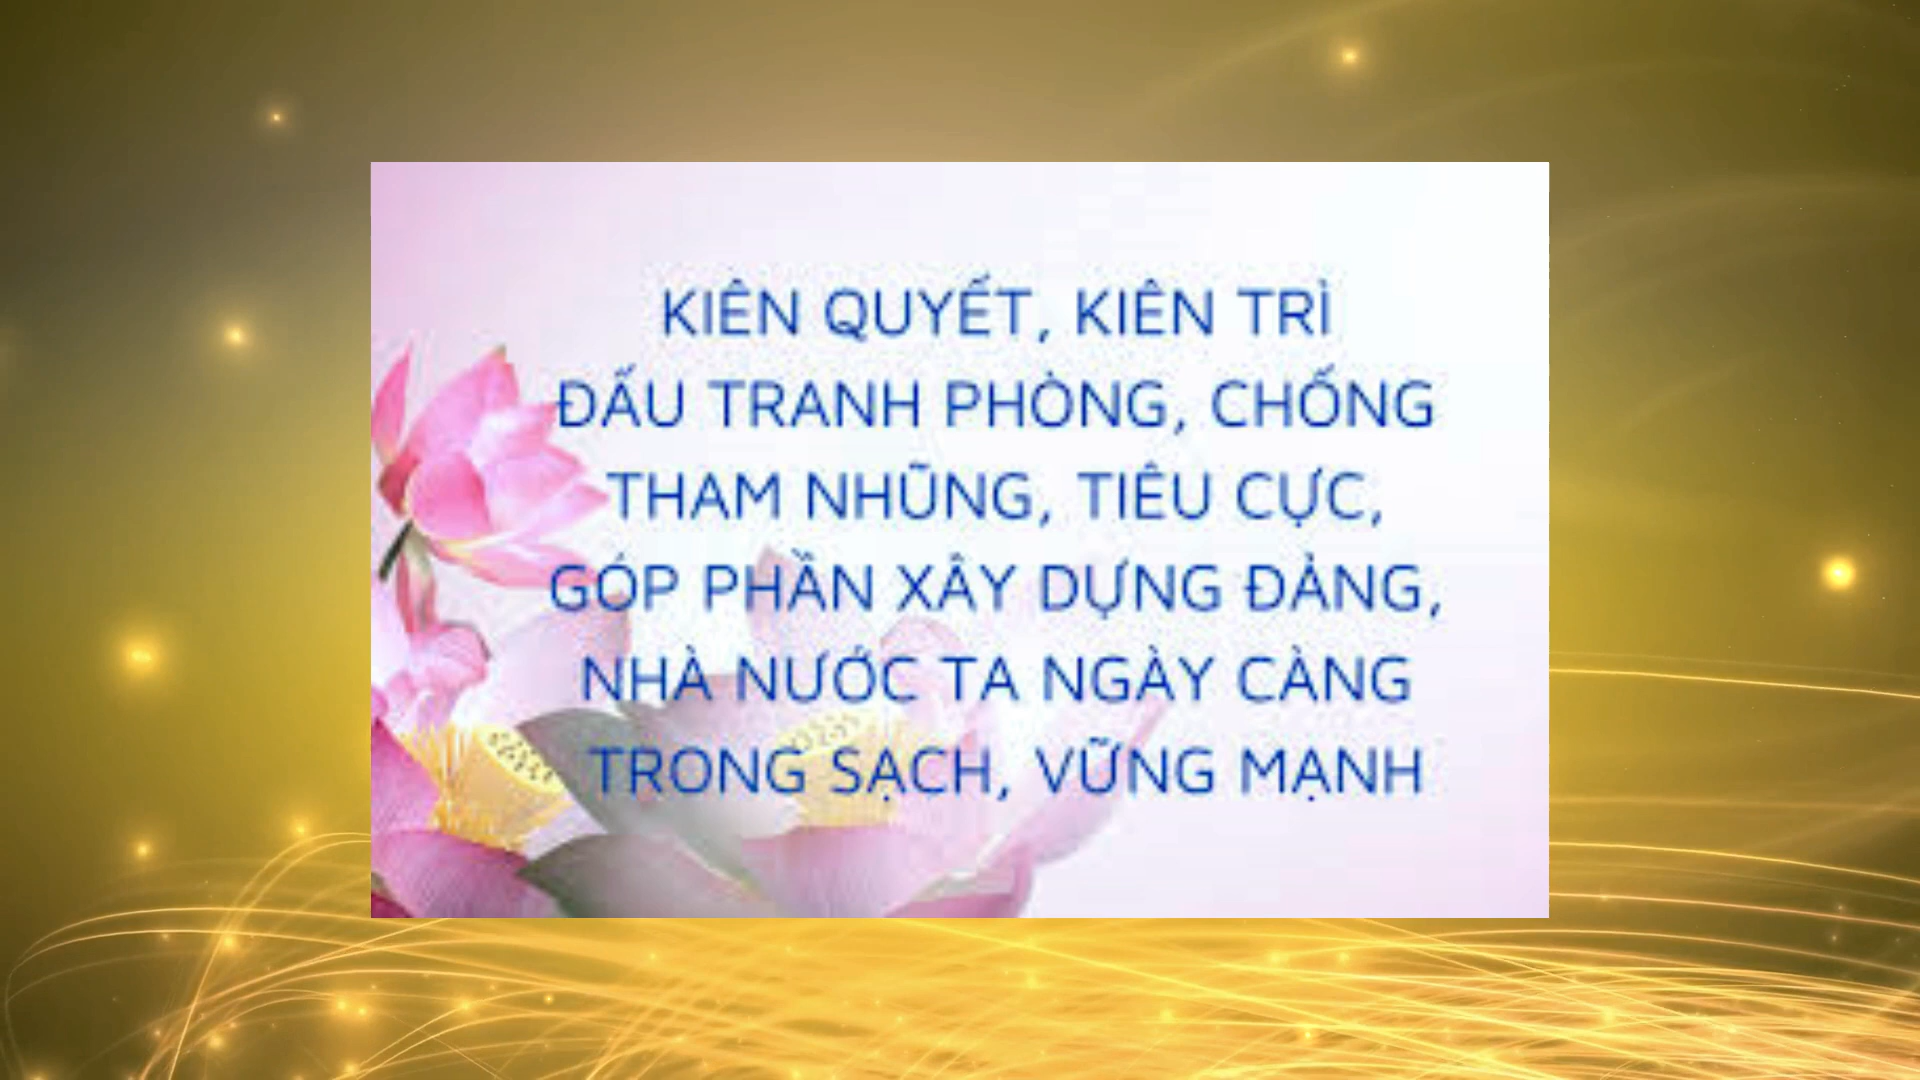 KIÊN QUYẾT, KIÊN TRÌ
ĐẤU TRANH PHÒNG, CHỐNG
THAM NHŨNG, TIÊU CỰC,
GÓP PHẦN XÂY DỰNG ĐẢNG,
NHÀ NƯỚC TA NGÀY CÀNG
TRONG SẠCH, VỮNG MẠNH